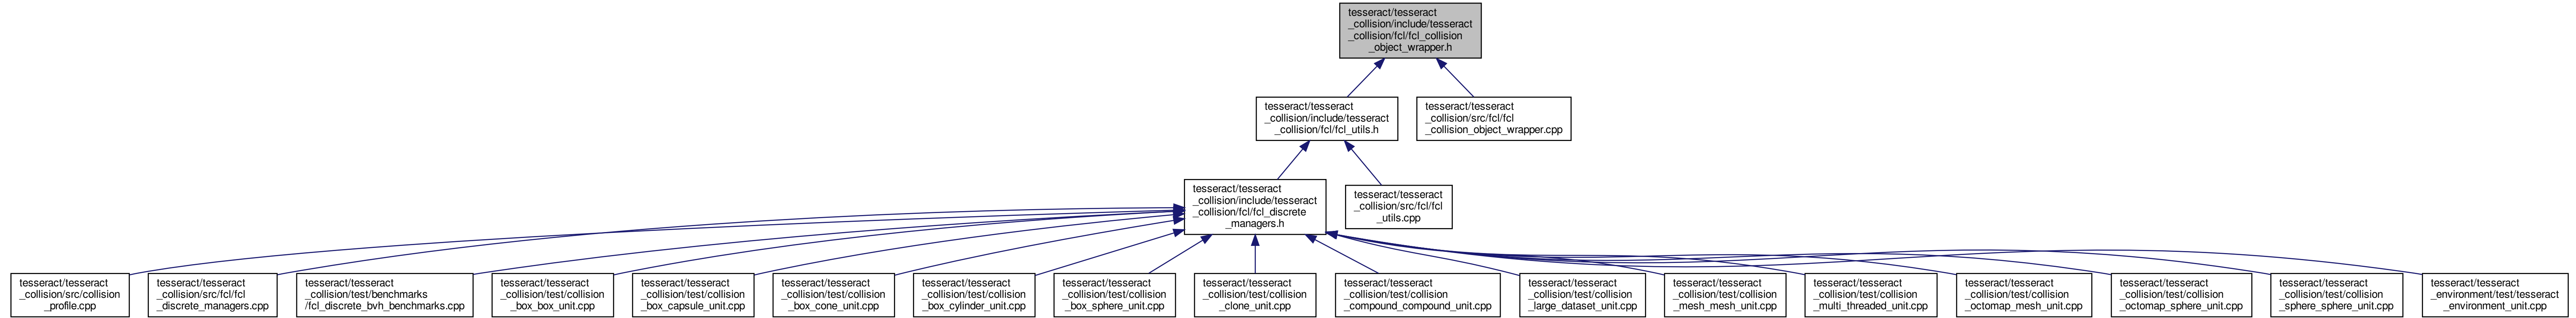 tesseract/tesseract
_collision/include/tesseract
_collision/fcl/fcl_collision
_object_wrapper.h
tesseract/tesseract
_collision/include/tesseract
_collision/fcl/fcl_utils.h
tesseract/tesseract
_collision/src/fcl/fcl
_collision_object_wrapper.cpp
tesseract/tesseract
_collision/include/tesseract
_collision/fcl/fcl_discrete
_managers.h
tesseract/tesseract
_collision/src/fcl/fcl
_utils.cpp
tesseract/tesseract
_collision/src/collision
_profile.cpp
tesseract/tesseract
_collision/src/fcl/fcl
_discrete_managers.cpp
tesseract/tesseract
_collision/test/benchmarks
/fcl_discrete_bvh_benchmarks.cpp
tesseract/tesseract
_collision/test/collision
_box_box_unit.cpp
tesseract/tesseract
_collision/test/collision
_box_capsule_unit.cpp
tesseract/tesseract
_collision/test/collision
_box_cone_unit.cpp
tesseract/tesseract
_collision/test/collision
_box_cylinder_unit.cpp
tesseract/tesseract
_collision/test/collision
_box_sphere_unit.cpp
tesseract/tesseract
_collision/test/collision
_clone_unit.cpp
tesseract/tesseract
_collision/test/collision
_compound_compound_unit.cpp
tesseract/tesseract
_collision/test/collision
_large_dataset_unit.cpp
tesseract/tesseract
_collision/test/collision
_mesh_mesh_unit.cpp
tesseract/tesseract
_collision/test/collision
_multi_threaded_unit.cpp
tesseract/tesseract
_collision/test/collision
_octomap_mesh_unit.cpp
tesseract/tesseract
_collision/test/collision
_octomap_sphere_unit.cpp
tesseract/tesseract
_collision/test/collision
_sphere_sphere_unit.cpp
tesseract/tesseract
_environment/test/tesseract
_environment_unit.cpp